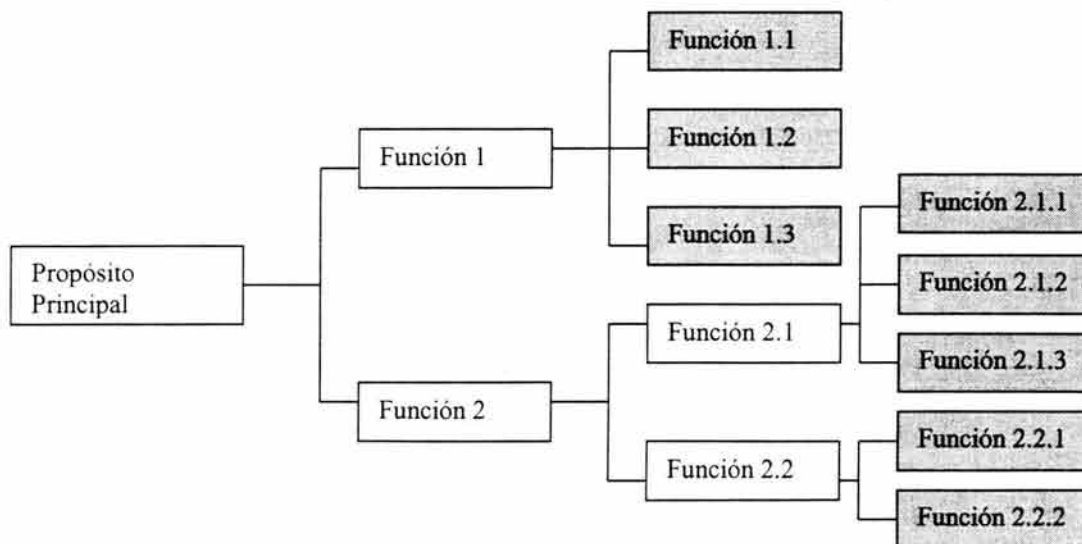 Propósito
Principal
Función 1
Función 1.1
Función 1.2
Función 1.3
Función 2
Función 2.1
Función 2.1.1
Función 2.1.2
Función 2.1.3
Función 2.2
Función 2.2.1
Función 2.2.2